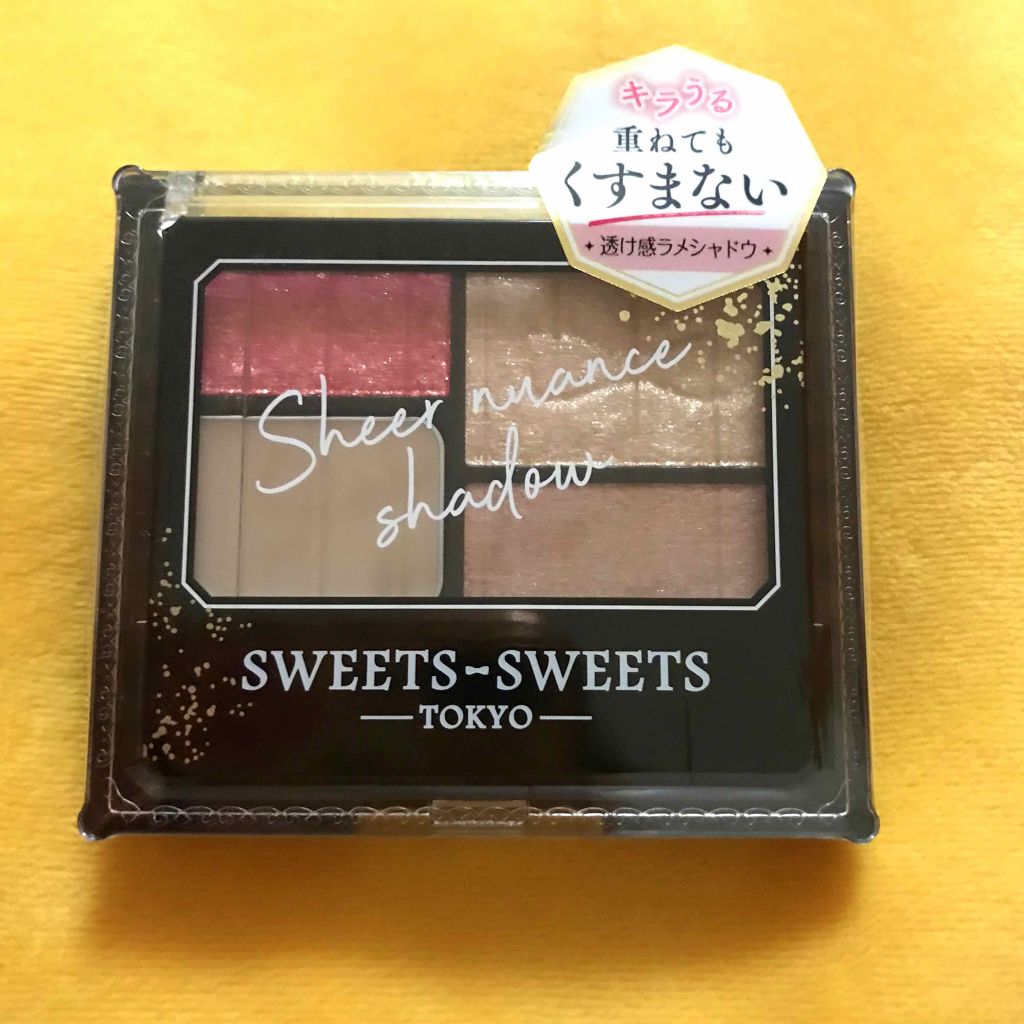 キラうる
重ねても
くすまない
透け感ラメシャドウ
Sheer nuance
shadow
SWEETS~SWEETS
TOKYO